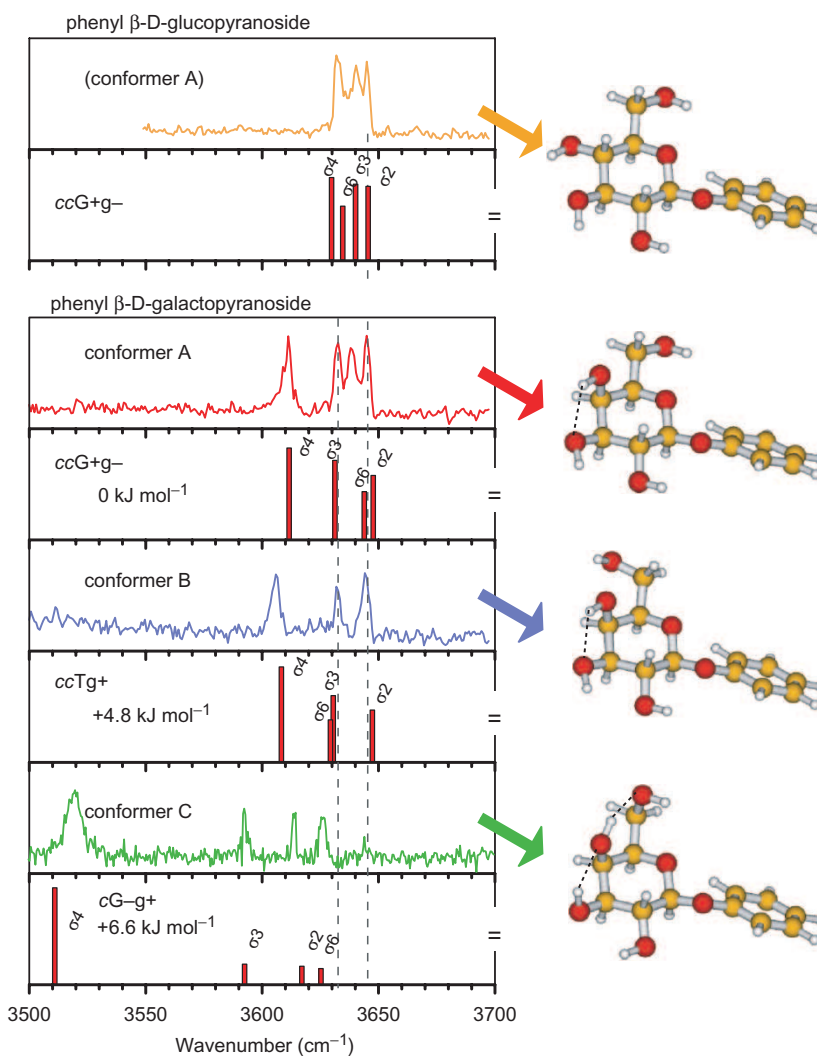 phenyl β-D-glucopyranoside
(conformer A)
σ4
σ6
σ3
σ2
ccG+g–
=
phenyl β-D-galactopyranoside
conformer A
σ4
σ3
σ6
σ2
ccG+g–
0 kJ mol⁻¹
=
conformer B
σ4
σ6
σ3
σ2
ccTg+
+4.8 kJ mol⁻¹
=
conformer C
σ4
cG–g+
+6.6 kJ mol⁻¹
σ3
σ2
σ6
=
3500 3550 3600 3650 3700
Wavenumber (cm⁻¹)